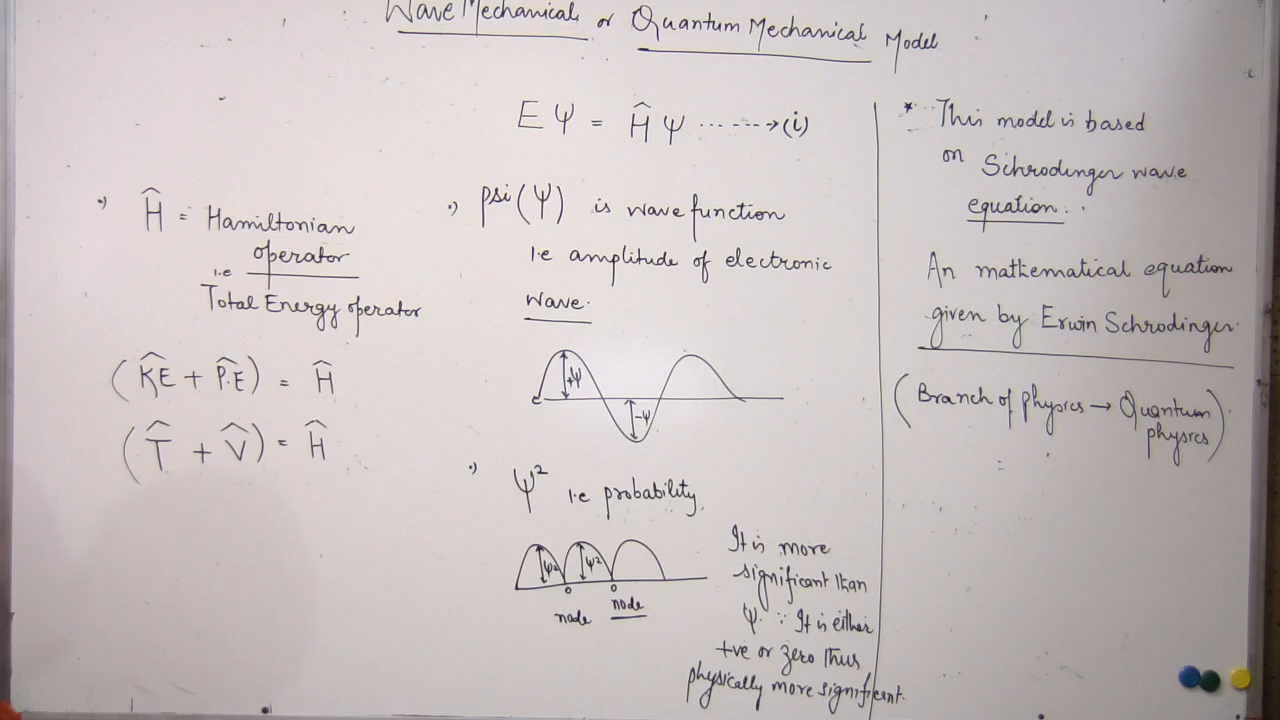 Wave Mechanical or Quantum Mechanical Model
E Ψ = Ĥ Ψ ------→(i)
Ĥ = Hamiltonian
operator
i.e
Total Energy operator
(K̂E + P̂.E) = Ĥ
(T̂ + V̂) = Ĥ
psi(Ψ) is wave function
i.e amplitude of electronic
wave.
+Ψ
-Ψ
Ψ² i.e probability.
Ψ² Ψ²
o o
node node
It is more
significant than
Ψ. ∵ It is either
+ve or zero thus
physically more significant.
* This model is based
on Schrodinger wave
equation.
An mathematical equation
given by Erwin Schrodinger.
(Branch of physics → Quantum
physics)